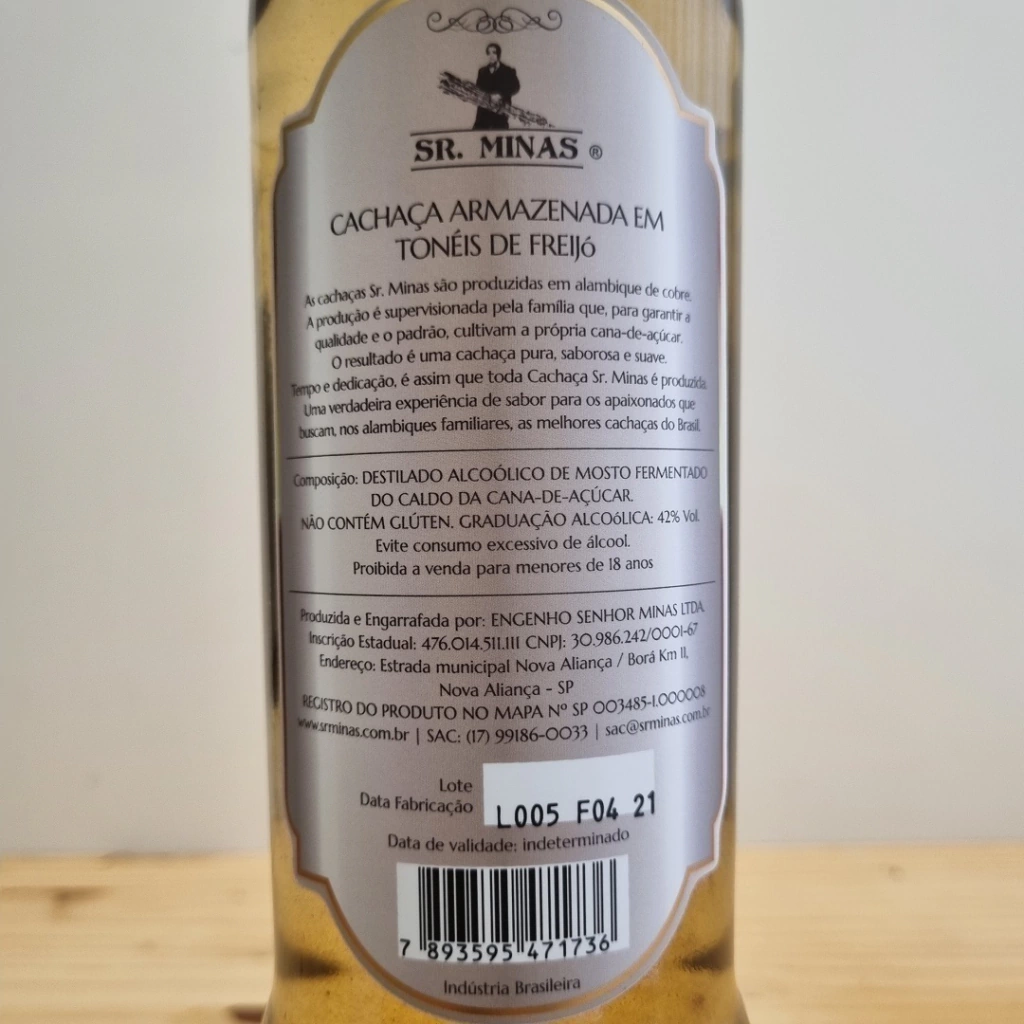 SR. MINAS ®
CACHAÇA ARMAZENADA EM
TONÉIS DE FREIJó
As cachaças Sr. Minas são produzidas em alambique de cobre.
A produção é supervisionada pela família que, para garantir a
qualidade e o padrão, cultivam a própria cana-de-açúcar.
O resultado é uma cachaça pura, saborosa e suave.
Tempo e dedicação, é assim que toda Cachaça Sr. Minas é produzida.
Uma verdadeira experiência de sabor para os apaixonados que
buscam, nos alambiques familiares, as melhores cachaças do Brasil.
Composição: DESTILADO ALCOÓLICO DE MOSTO FERMENTADO
DO CALDO DA CANA-DE-AÇÚCAR.
NÃO CONTÉM GLÚTEN. GRADUAÇÃO ALCOóLICA: 42% Vol.
Evite consumo excessivo de álcool.
Proibida a venda para menores de 18 anos
Produzida e Engarrafada por: ENGENHO SENHOR MINAS LTDA.
Inscrição Estadual: 476.014.511.111 CNPJ: 30.986.242/0001-67
Endereço: Estrada municipal Nova Aliança / Borá Km 11,
Nova Aliança - SP
REGISTRO DO PRODUTO NO MAPA Nº SP 003485-1.000008
www.srminas.com.br | SAC: (17) 99186-0033 | sac@srminas.com.br
Lote
Data Fabricação
L005 F04 21
Data de validade: indeterminado
7 893595 471736
Indústria Brasileira